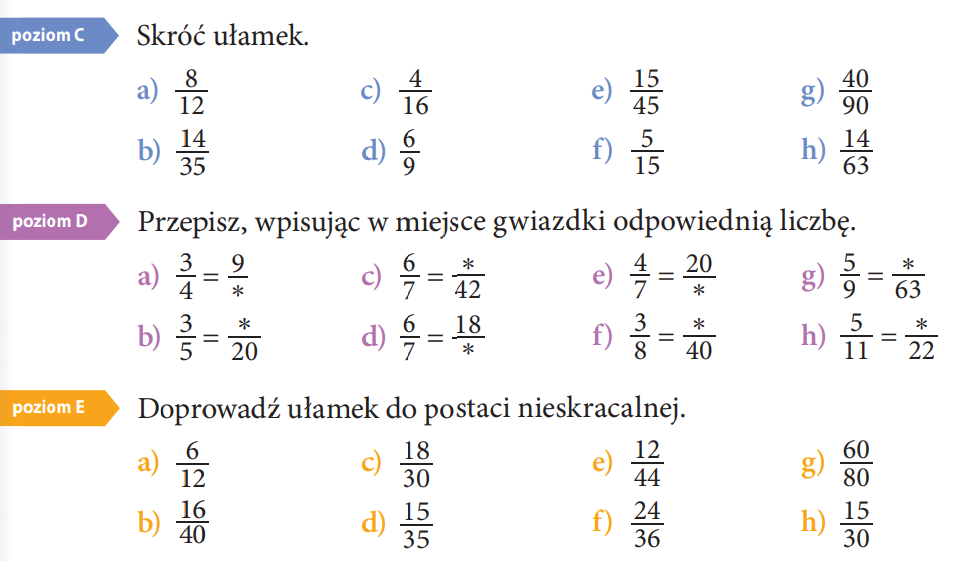 poziom C Skróć ułamek.
a) 8/12 c) 4/16 e) 15/45 g) 40/90
b) 14/35 d) 6/9 f) 5/15 h) 14/63
poziom D Przepisz, wpisując w miejsce gwiazdki odpowiednią liczbę.
a) 3/4 = 9/* c) 6/7 = */42 e) 4/7 = 20/* g) 5/9 = */63
b) 3/5 = */20 d) 6/7 = 18/* f) 3/8 = */40 h) 5/11 = */22
poziom E Doprowadź ułamek do postaci nieskracalnej.
a) 6/12 c) 18/30 e) 12/44 g) 60/80
b) 16/40 d) 15/35 f) 24/36 h) 15/30